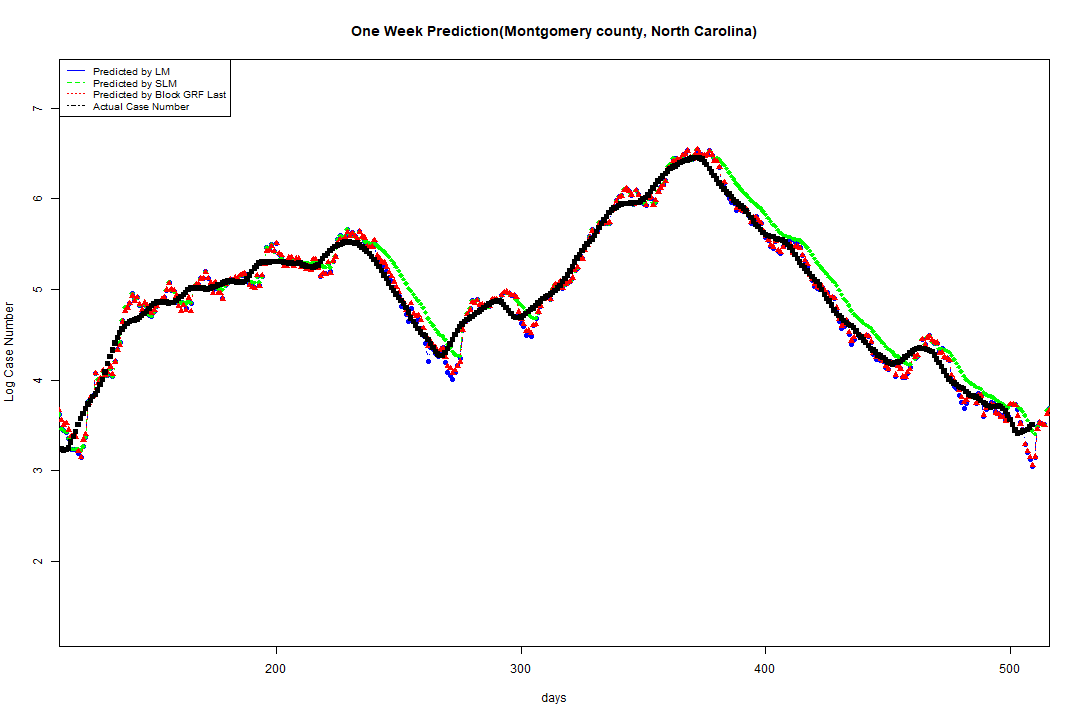 One Week Prediction(Montgomery county, North Carolina)
Predicted by LM
Predicted by SLM
Predicted by Block GRF Last
Actual Case Number
7
6
5
4
3
2
Log Case Number
200 300 400 500
days